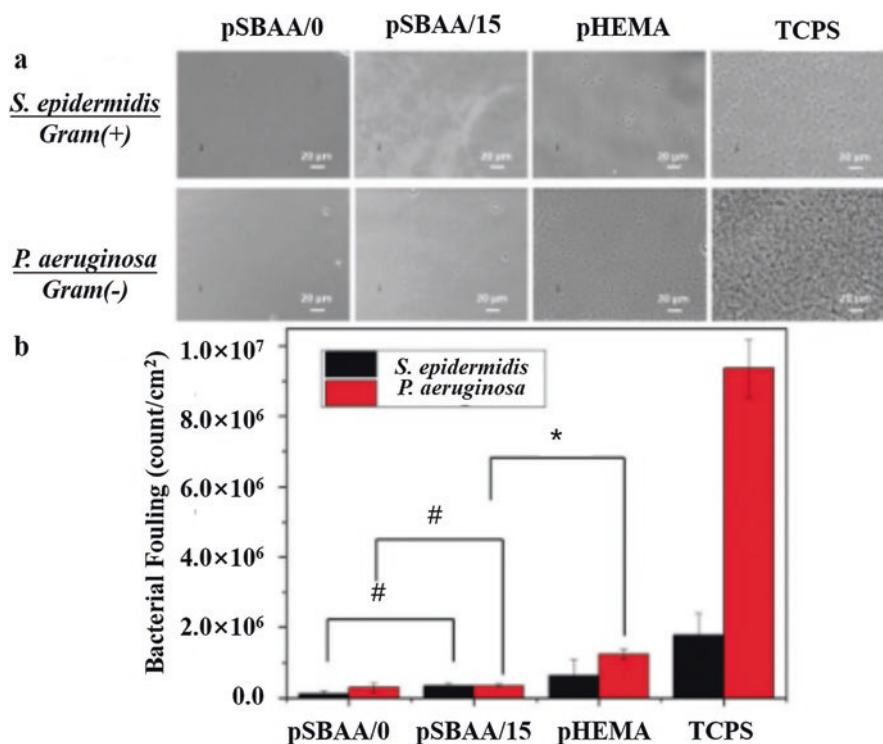 pSBAA/0 pSBAA/15 pHEMA TCPS
a
S. epidermidis
Gram(+)
20 µm 20 µm 20 µm 20 µm
P. aeruginosa
Gram(-)
20 µm 20 µm 20 µm 20 µm
b
Bacterial Fouling (count/cm²)
1.0×10⁷
8.0×10⁶
6.0×10⁶
4.0×10⁶
2.0×10⁶
0.0
S. epidermidis
P. aeruginosa
*
#
#
pSBAA/0 pSBAA/15 pHEMA TCPS